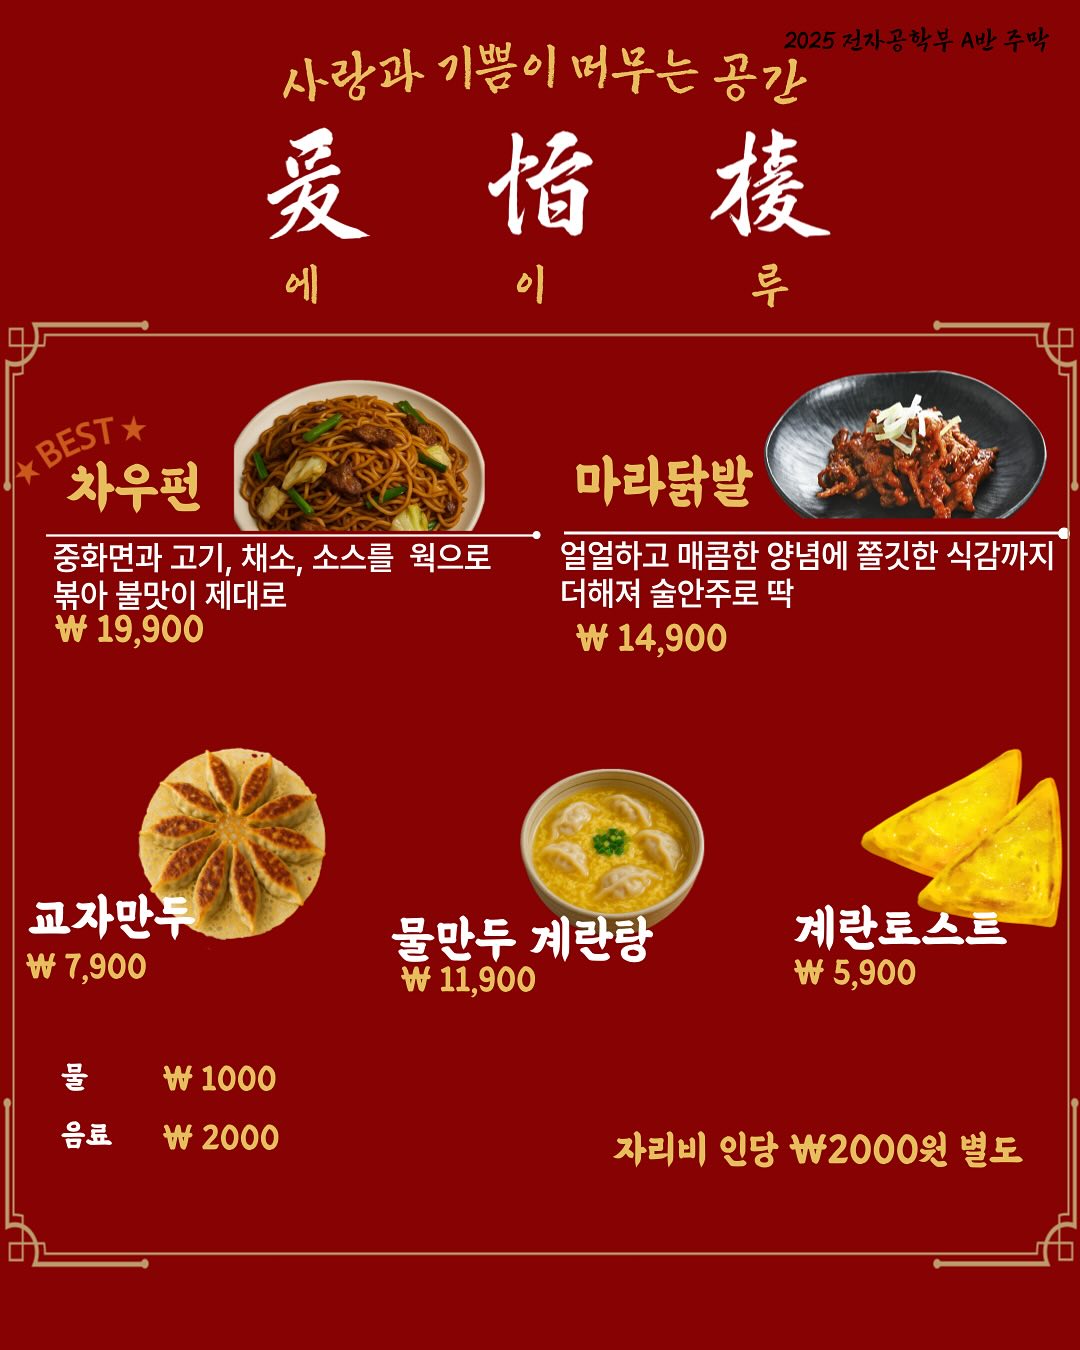 2025 전자공학부 A반 주막
사랑과 기쁨이 머무는 공간
에 이 루
★BEST★
차우펀
중화면과 고기, 채소, 소스를 웍으로
볶아 불맛이 제대로
₩ 19,900
마라닭발
얼얼하고 매콤한 양념에 쫄깃한 식감까지
더해져 술안주로 딱
₩ 14,900
교자만두
₩ 7,900
물만두 계란탕
₩ 11,900
계란토스트
₩ 5,900
물 ₩ 1000
음료 ₩ 2000
자리비 인당 ₩2000원 별도